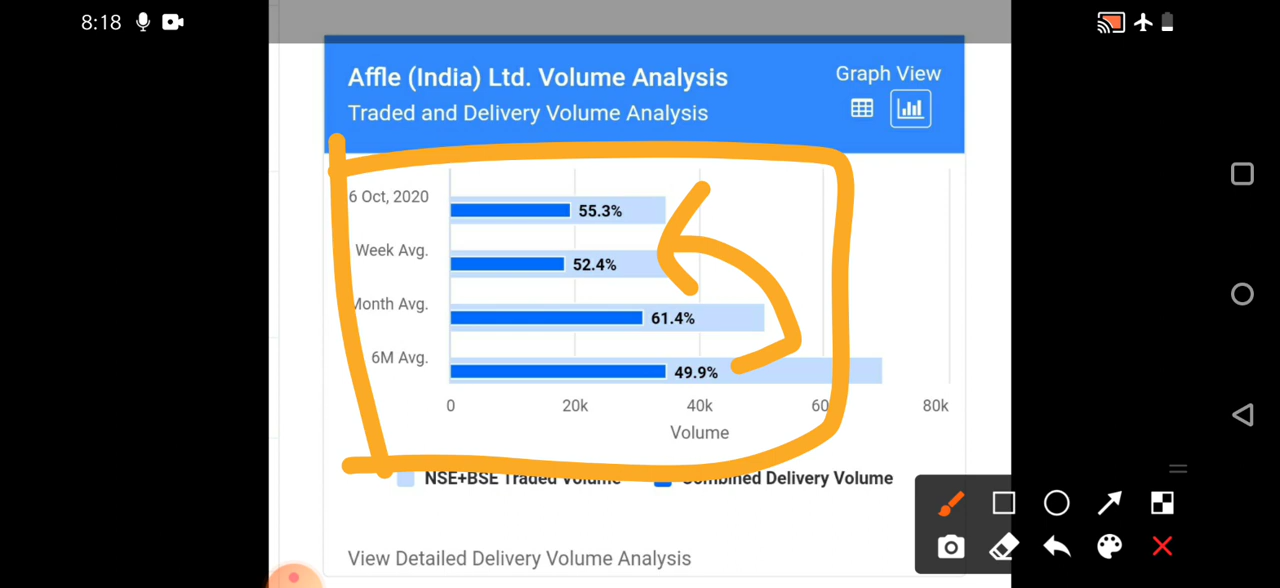 8:18
Affle (India) Ltd. Volume Analysis
Graph View
Traded and Delivery Volume Analysis
6 Oct, 2020
55.3%
Week Avg.
52.4%
Month Avg.
61.4%
6M Avg.
49.9%
0 20k 40k 60 80k
Volume
NSE+BSE Traded Volume
Combined Delivery Volume
View Detailed Delivery Volume Analysis